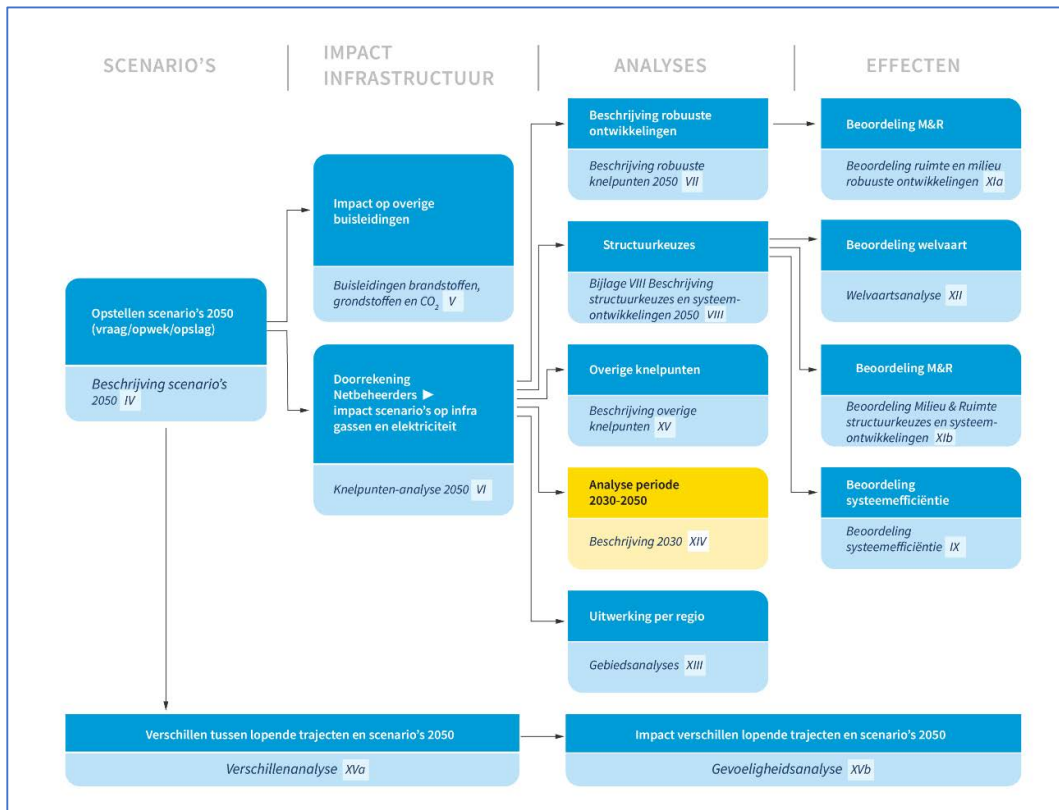 SCENARIO'S
IMPACT
INFRASTRUCTUUR
ANALYSES
EFFECTEN
Opstellen scenario's 2050
(vraag/opwek/opslag)
Beschrijving scenario's
2050 IV
Impact op overige
buisleidingen
Buisleidingen brandstoffen,
grondstoffen en CO₂ V
Doorrekening
Netbeheerders ►
impact scenario's op infra
gassen en elektriciteit
Knelpunten-analyse 2050 VI
Beschrijving robuuste
ontwikkelingen
Beschrijving robuuste
knelpunten 2050 VII
Structuurkeuzes
Bijlage VIII Beschrijving
structuurkeuzes en systeem-
ontwikkelingen 2050 VIII
Overige knelpunten
Beschrijving overige
knelpunten XV
Analyse periode
2030-2050
Beschrijving 2030 XIV
Uitwerking per regio
Gebiedsanalyses XIII
Beoordeling M&R
Beoordeling ruimte en milieu
robuuste ontwikkelingen XIa
Beoordeling welvaart
Welvaartsanalyse XII
Beoordeling M&R
Beoordeling Milieu & Ruimte
structuurkeuzes en systeem-
ontwikkelingen XIb
Beoordeling
systeemefficiëntie
Beoordeling
systeemefficiëntie IX
Verschillen tussen lopende trajecten en scenario's 2050
Verschillenanalyse XVa
Impact verschillen lopende trajecten en scenario's 2050
Gevoeligheidsanalyse XVb